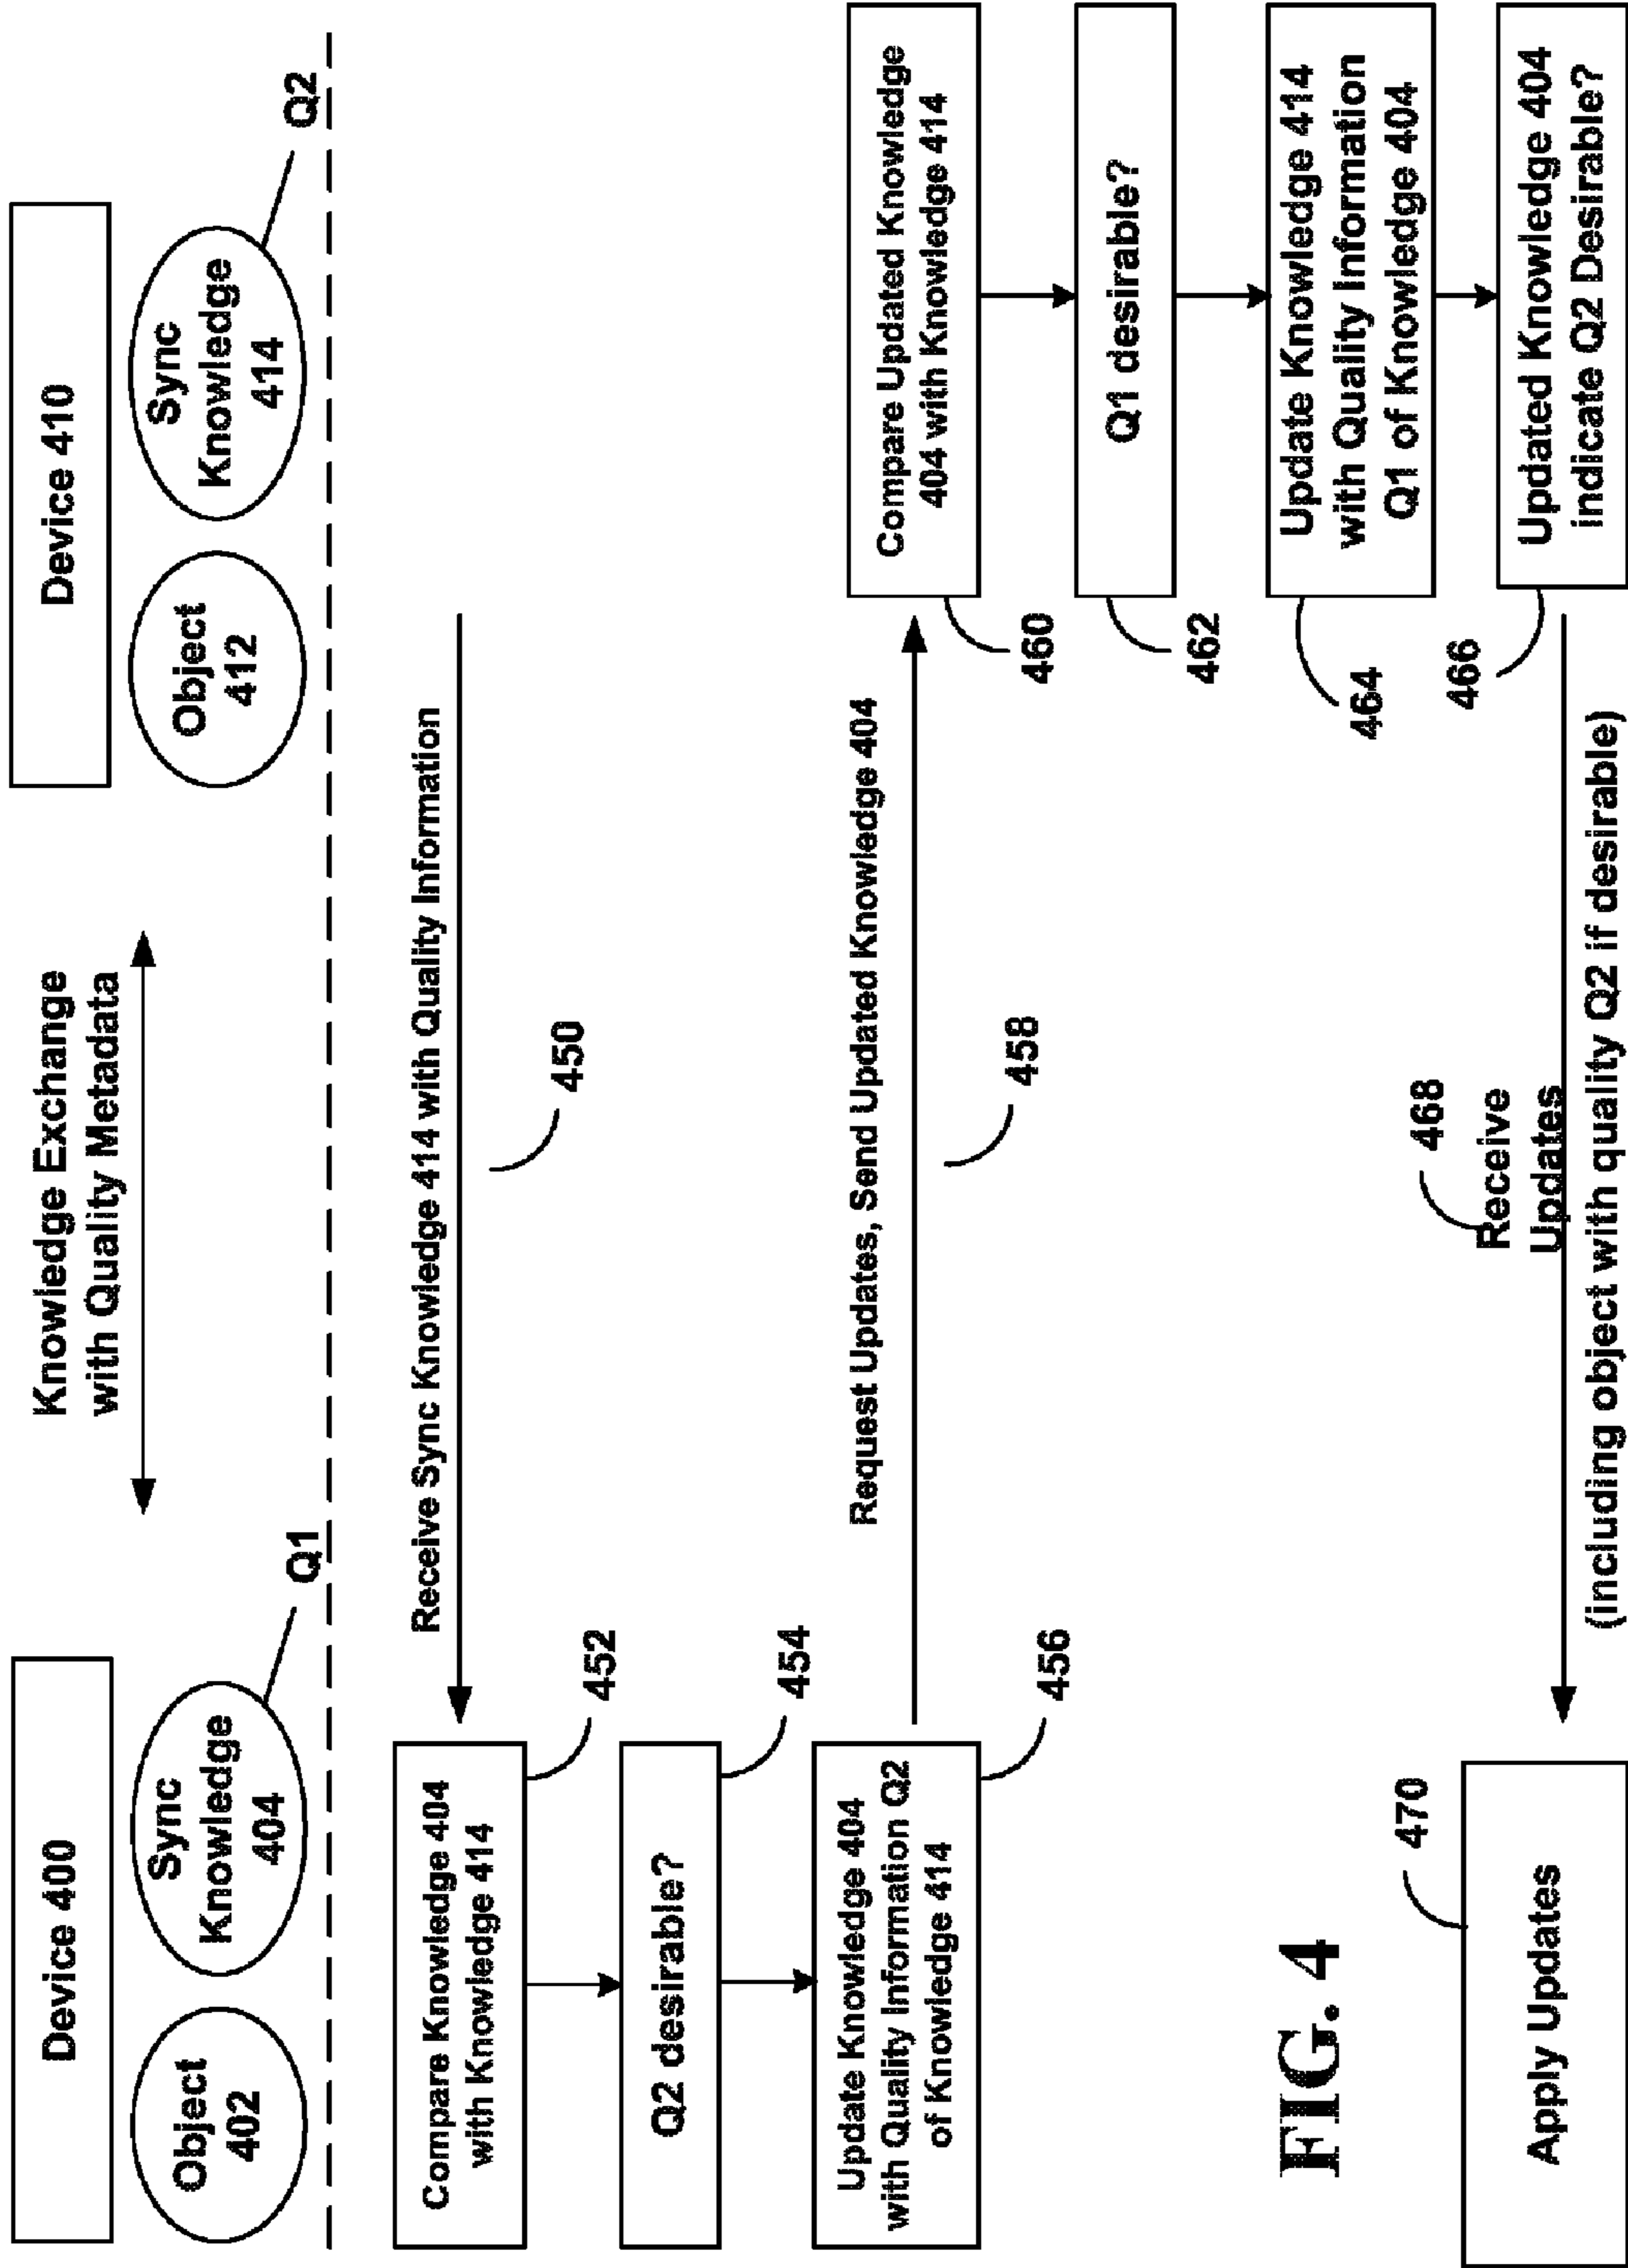 Device 400
Knowledge Exchange
with Quality Metadata
Device 410
Object
402
Sync
Knowledge
404
Q1
Object
412
Sync
Knowledge
414
Q2
Receive Sync Knowledge 414 with Quality Information
450
Compare Knowledge 404
with Knowledge 414
452
Q2 desirable?
454
Update Knowledge 404
with Quality Information Q2
of Knowledge 414
456
Request Updates, Send Updated Knowledge 404
458
Compare Updated Knowledge
404 with Knowledge 414
460
Q1 desirable?
462
Update Knowledge 414
with Quality Information
Q1 of Knowledge 404
464
Updated Knowledge 404
indicate Q2 Desirable?
466
468
Receive
Updates
(including object with quality Q2 if desirable)
FIG. 4
470
Apply Updates